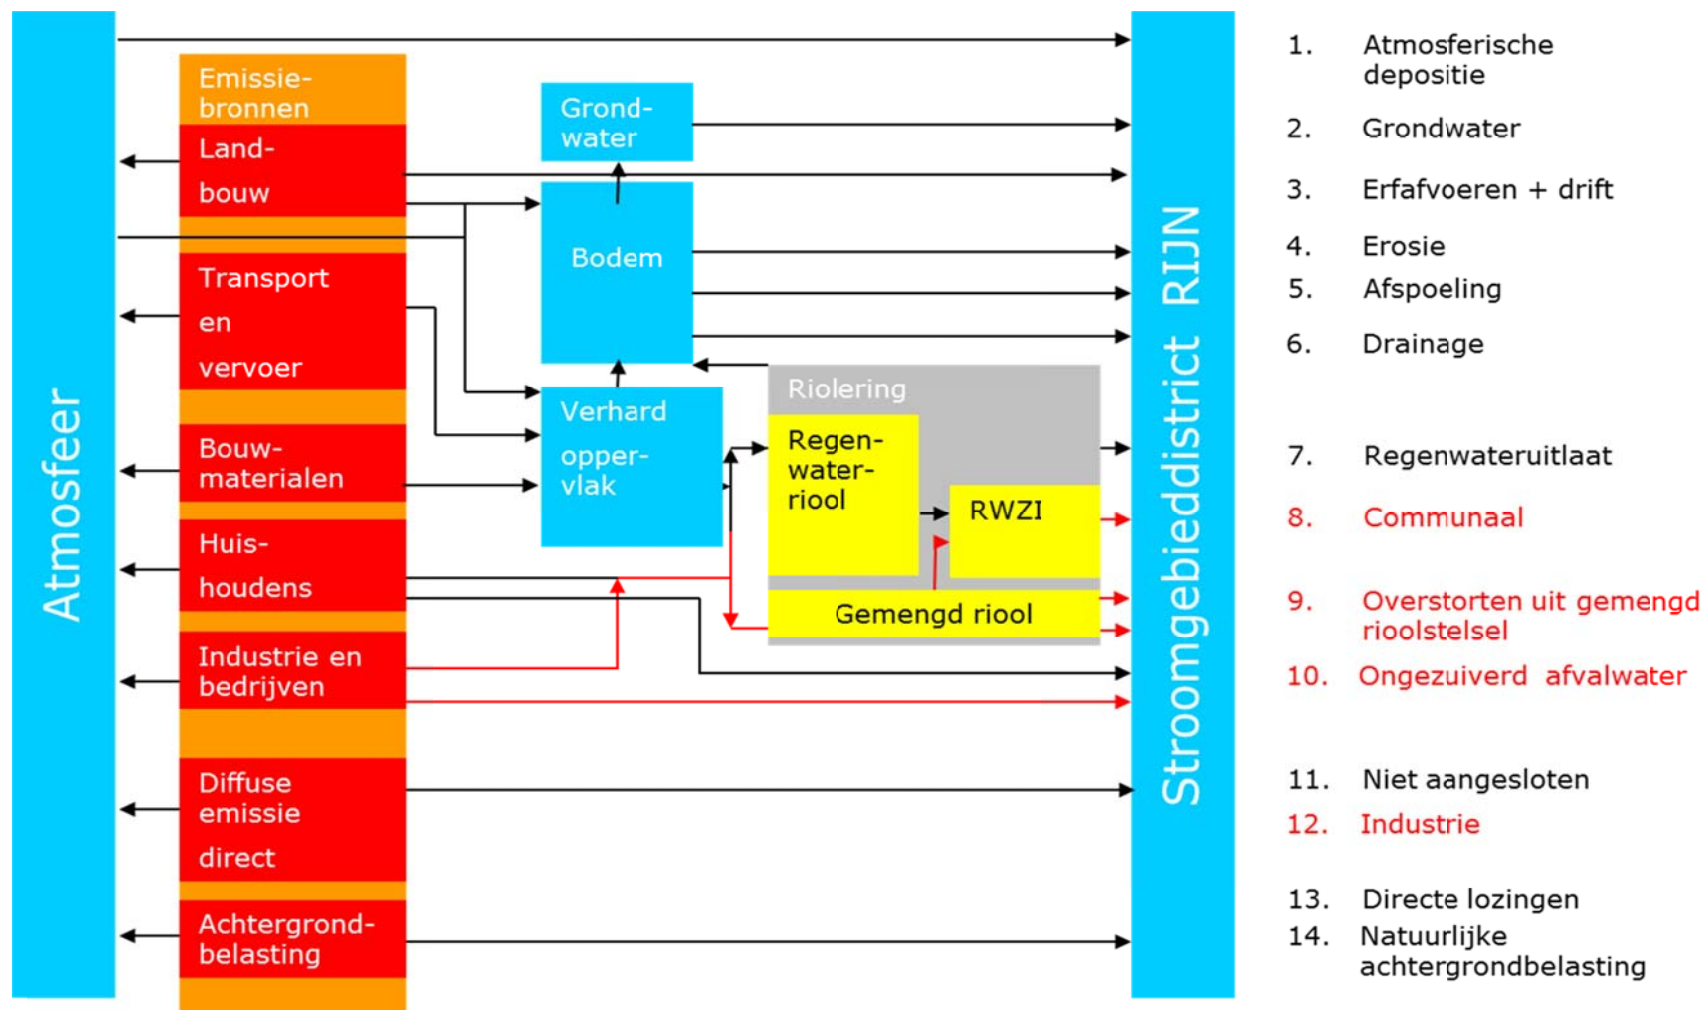 Atmosfeer
Emissie-
bronnen
Land-
bouw
Transport
en
vervoer
Bouw-
materialen
Huis-
houdens
Industrie en
bedrijven
Diffuse
emissie
direct
Achtergrond-
belasting
Grond-
water
Bodem
Verhard
opper-
vlak
Riolering
Regen-
water-
riool
RWZI
Gemengd riool
Stroomgebieddistrict RIJN
1. Atmosferische
depositie
2. Grondwater
3. Erfafvoeren + drift
4. Erosie
5. Afspoeling
6. Drainage
7. Regenwateruitlaat
8. Communaal
9. Overstorten uit gemengd
rioolstelsel
10. Ongezuiverd afvalwater
11. Niet aangesloten
12. Industrie
13. Directe lozingen
14. Natuurlijke
achtergrondbelasting